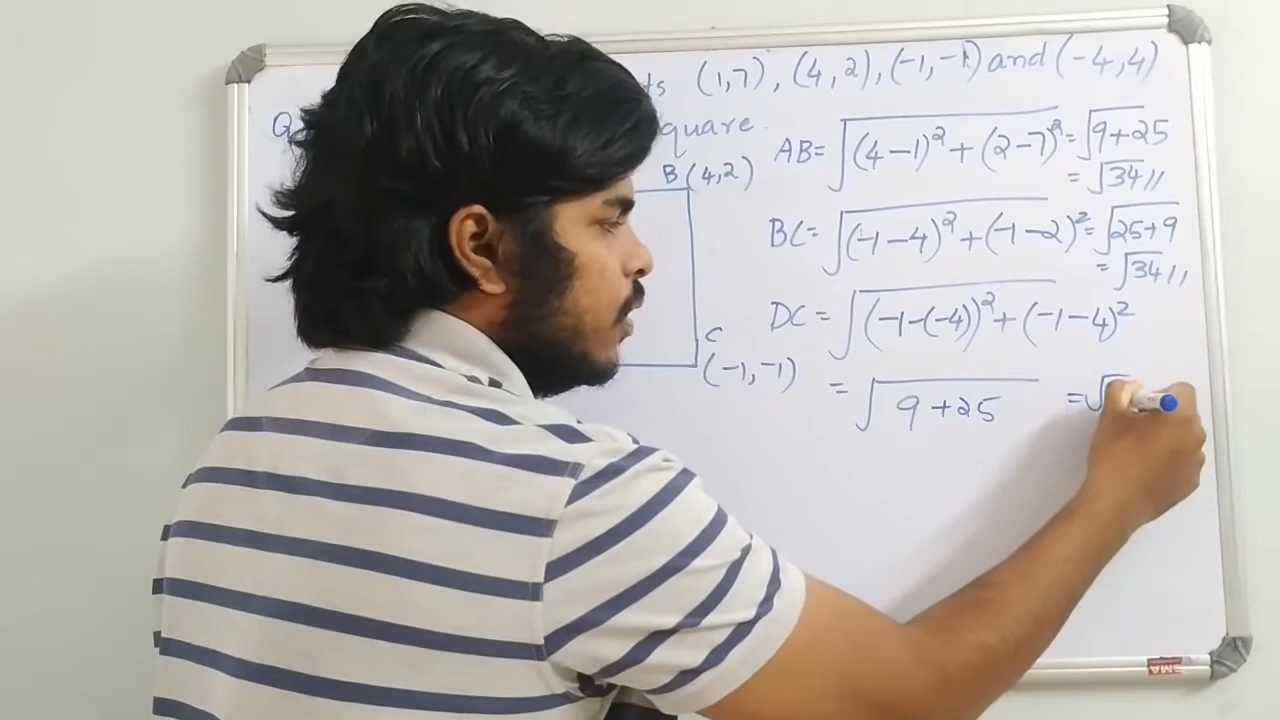 (1,7), (4,2), (-1,-1) and (-4,4)
Q
quare
B (4,2)
AB = √(4-1)² + (2-7)² = √9+25
= √34 //
BC = √(-1-4)² + (-1-2)² = √25+9
= √34 //
DC = √(-1-(-4))² + (-1-4)²
C
(-1,-1)
= √9+25 = √
SMA